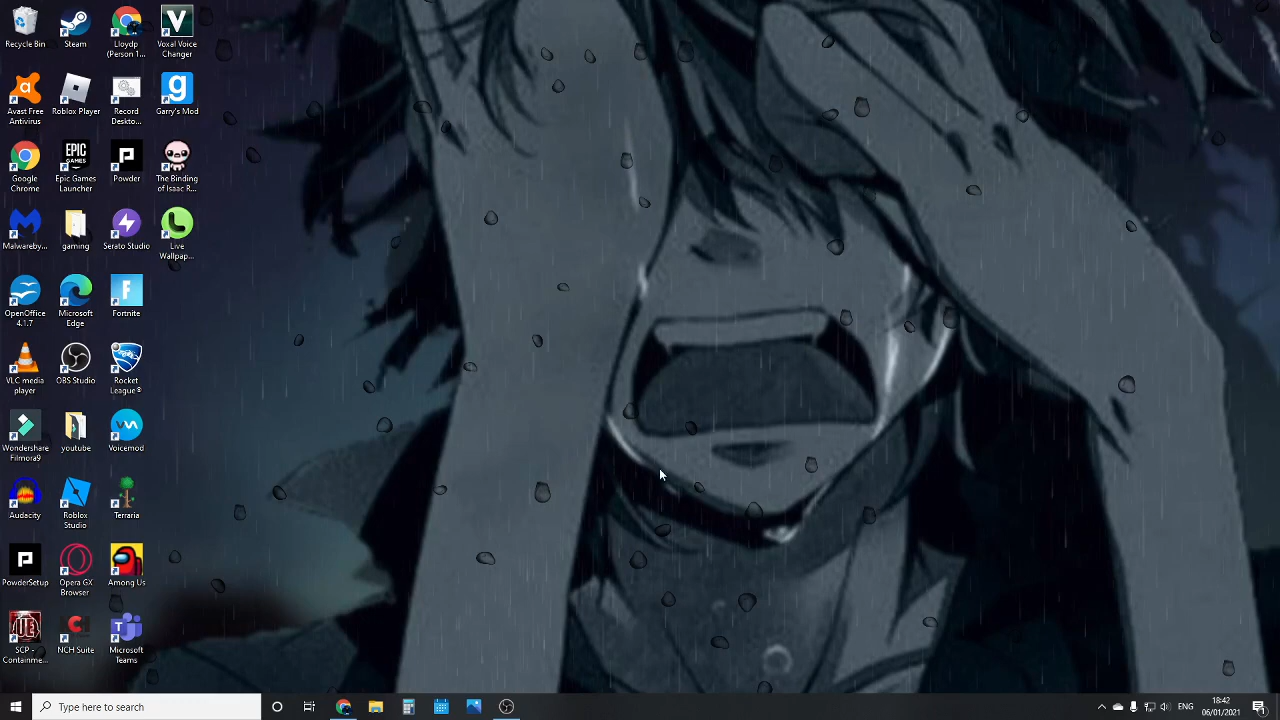 Recycle Bin
Steam
Lloydp
(Person 1...
Voxal Voice
Changer
Avast Free
Antivirus
Roblox Player
Record
Deskto...
Garry's Mod
Google
Chrome
EPIC
GAMES
Epic Games
Launcher
Powder
The Binding
of Isaac R...
Malwareby...
gaming
Serato Studio
Live
Wallpap...
OpenOffice
4.1.7
Microsoft
Edge
Fortnite
VLC media
player
OBS Studio
Rocket
League®
Wondershare
Filmora9
youtube
Voicemod
Audacity
Roblox
Studio
Terraria
PowderSetup
Opera GX
Browser
Among Us
SCP -
Containme...
NCH Suite
Microsoft
Teams
Type here to search
ENG
18:42
06/01/2021